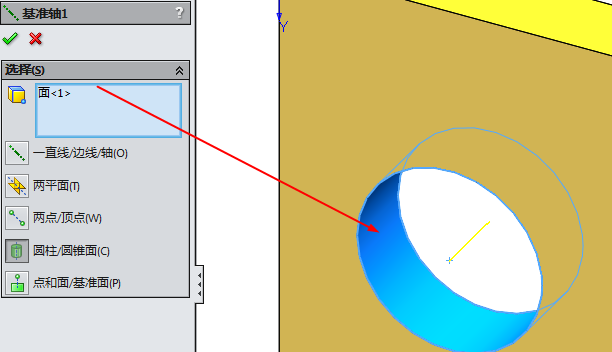 基准轴1
?
选择(S)
面<1>
一直线/边线/轴(O)
两平面(T)
两点/顶点(W)
圆柱/圆锥面(C)
点和面/基准面(P)
Y